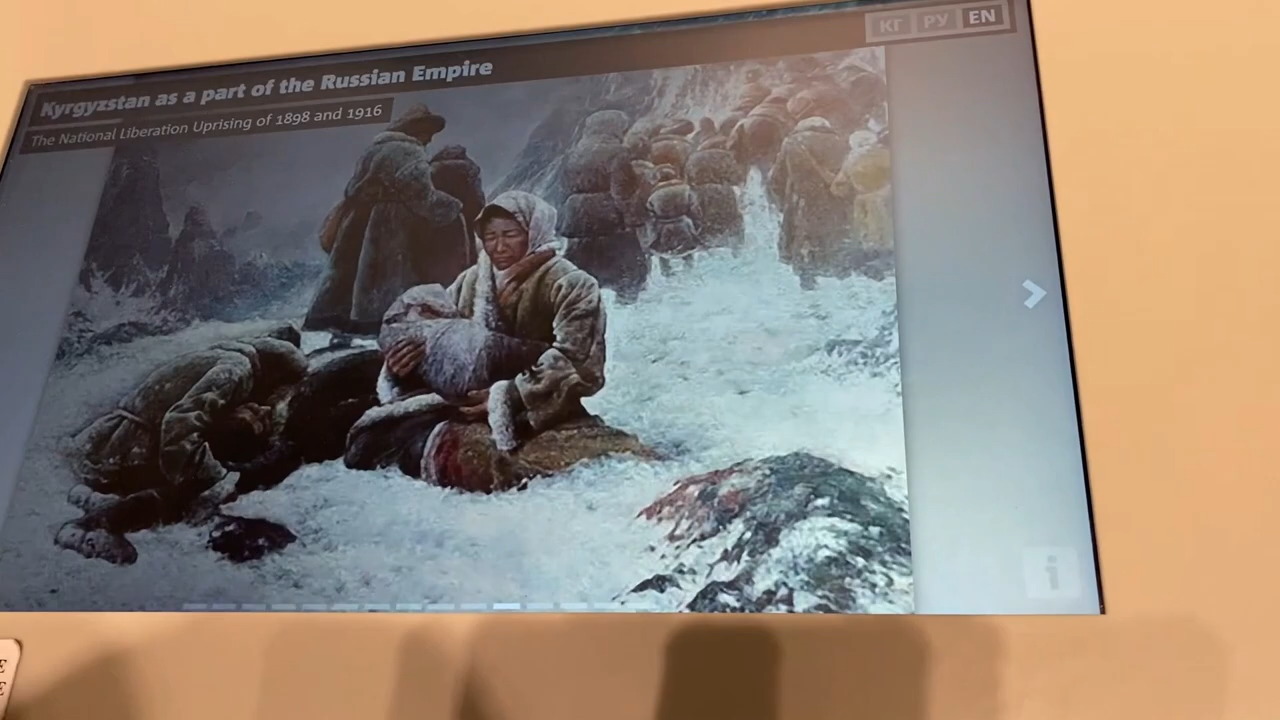 КГ РУ EN
Kyrgyzstan as a part of the Russian Empire
The National Liberation Uprising of 1898 and 1916
i
E
E